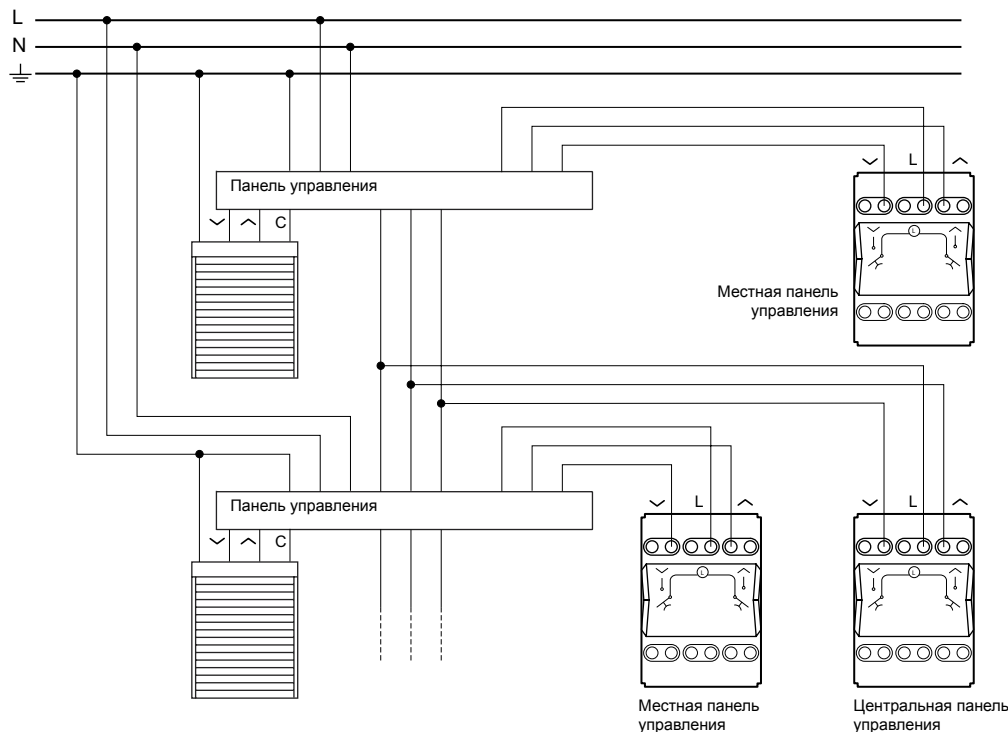 L
N
Панель управления
C
L
L
Местная панель
управления
Панель управления
C
L
L
L
L
Местная панель
управления
Центральная панель
управления